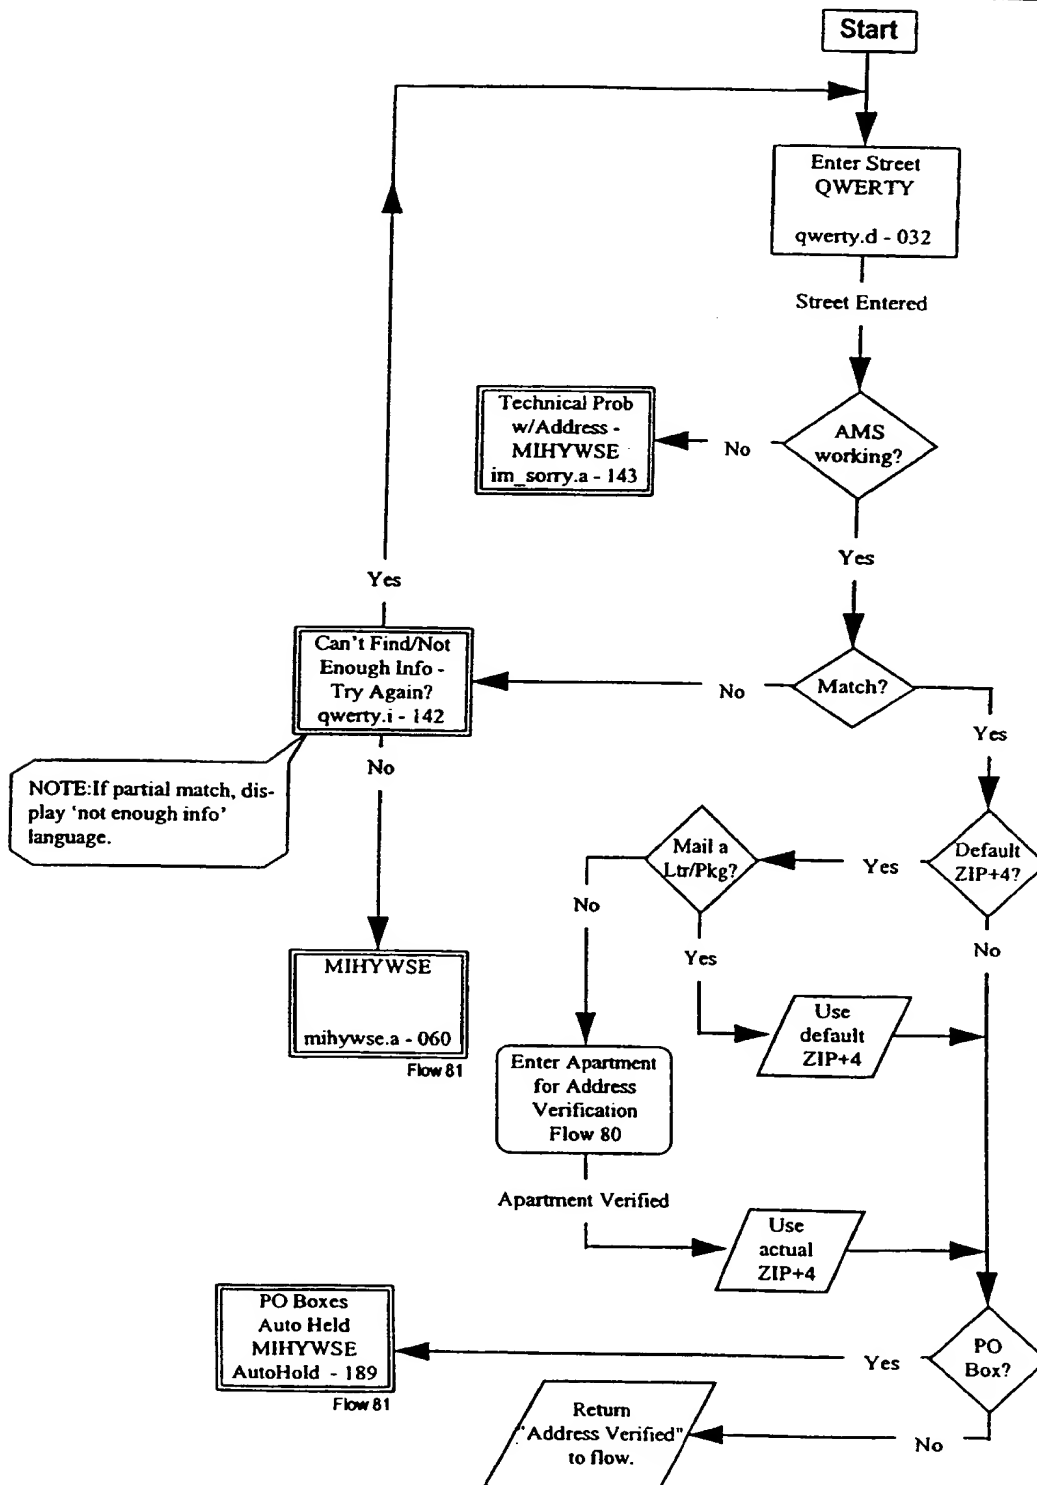 Start
Enter Street
QWERTY
qwerty.d - 032
Street Entered
Technical Prob
w/Address -
MIHYWSE
im_sorry.a - 143
No
AMS
working?
Yes
Yes
Can't Find/Not
Enough Info -
Try Again?
qwerty.i - 142
No
Match?
Yes
No
NOTE:If partial match, dis-
play 'not enough info'
language.
Mail a
Ltr/Pkg?
Yes
Default
ZIP+4?
No
Yes
No
MIHYWSE
mihywse.a - 060
Flow 81
Use
default
ZIP+4
Enter Apartment
for Address
Verification
Flow 80
Apartment Verified
Use
actual
ZIP+4
PO Boxes
Auto Held
MIHYWSE
AutoHold - 189
Flow 81
Yes
PO
Box?
Return
"Address Verified"
to flow.
No